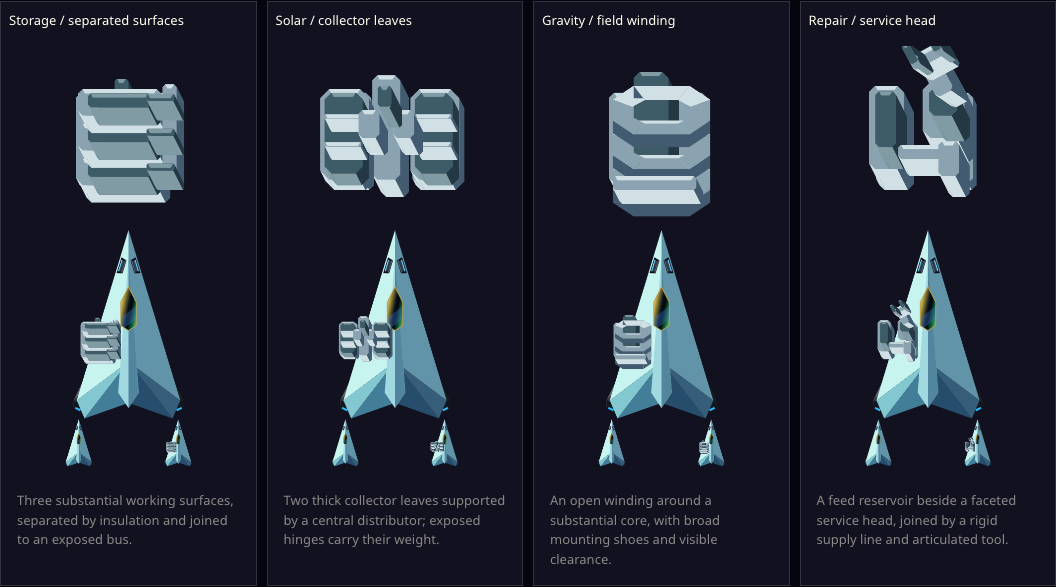 Storage / separated surfaces
Three substantial working surfaces,
separated by insulation and joined
to an exposed bus.
Solar / collector leaves
Two thick collector leaves supported
by a central distributor; exposed
hinges carry their weight.
Gravity / field winding
An open winding around a
substantial core, with broad
mounting shoes and visible
clearance.
Repair / service head
A feed reservoir beside a faceted
service head, joined by a rigid
supply line and articulated tool.